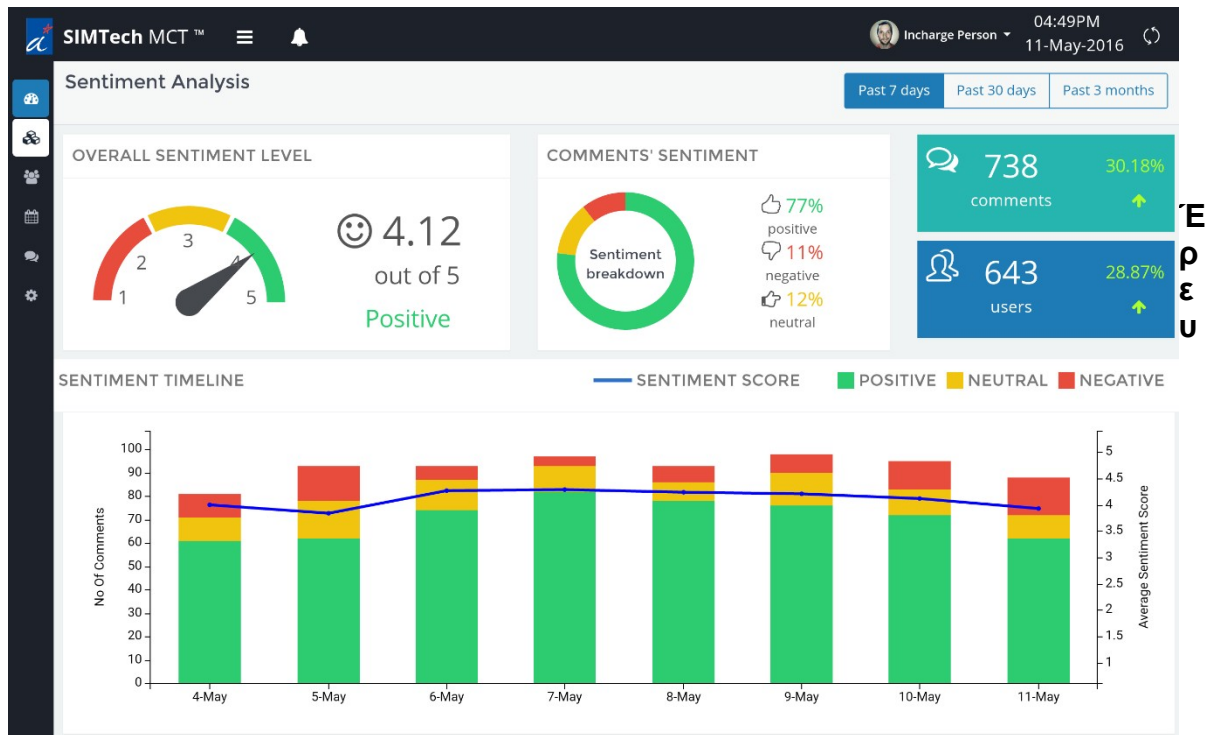 SIMTech MCT ™
Incharge Person
04:49PM
11-May-2016
Sentiment Analysis
Past 7 days
Past 30 days
Past 3 months
OVERALL SENTIMENT LEVEL
1
2
3
4
5
4.12
out of 5
Positive
COMMENTS' SENTIMENT
Sentiment
breakdown
77%
positive
11%
negative
12%
neutral
738
comments
30.18%
643
users
28.87%
Έ
ρ
ε
υ
SENTIMENT TIMELINE
SENTIMENT SCORE
POSITIVE
NEUTRAL
NEGATIVE
No Of Comments
100
90
80
70
60
50
40
30
20
10
0
4-May
5-May
6-May
7-May
8-May
9-May
10-May
11-May
5
4.5
4
3.5
3
2.5
2
1.5
1
Average Sentiment Score